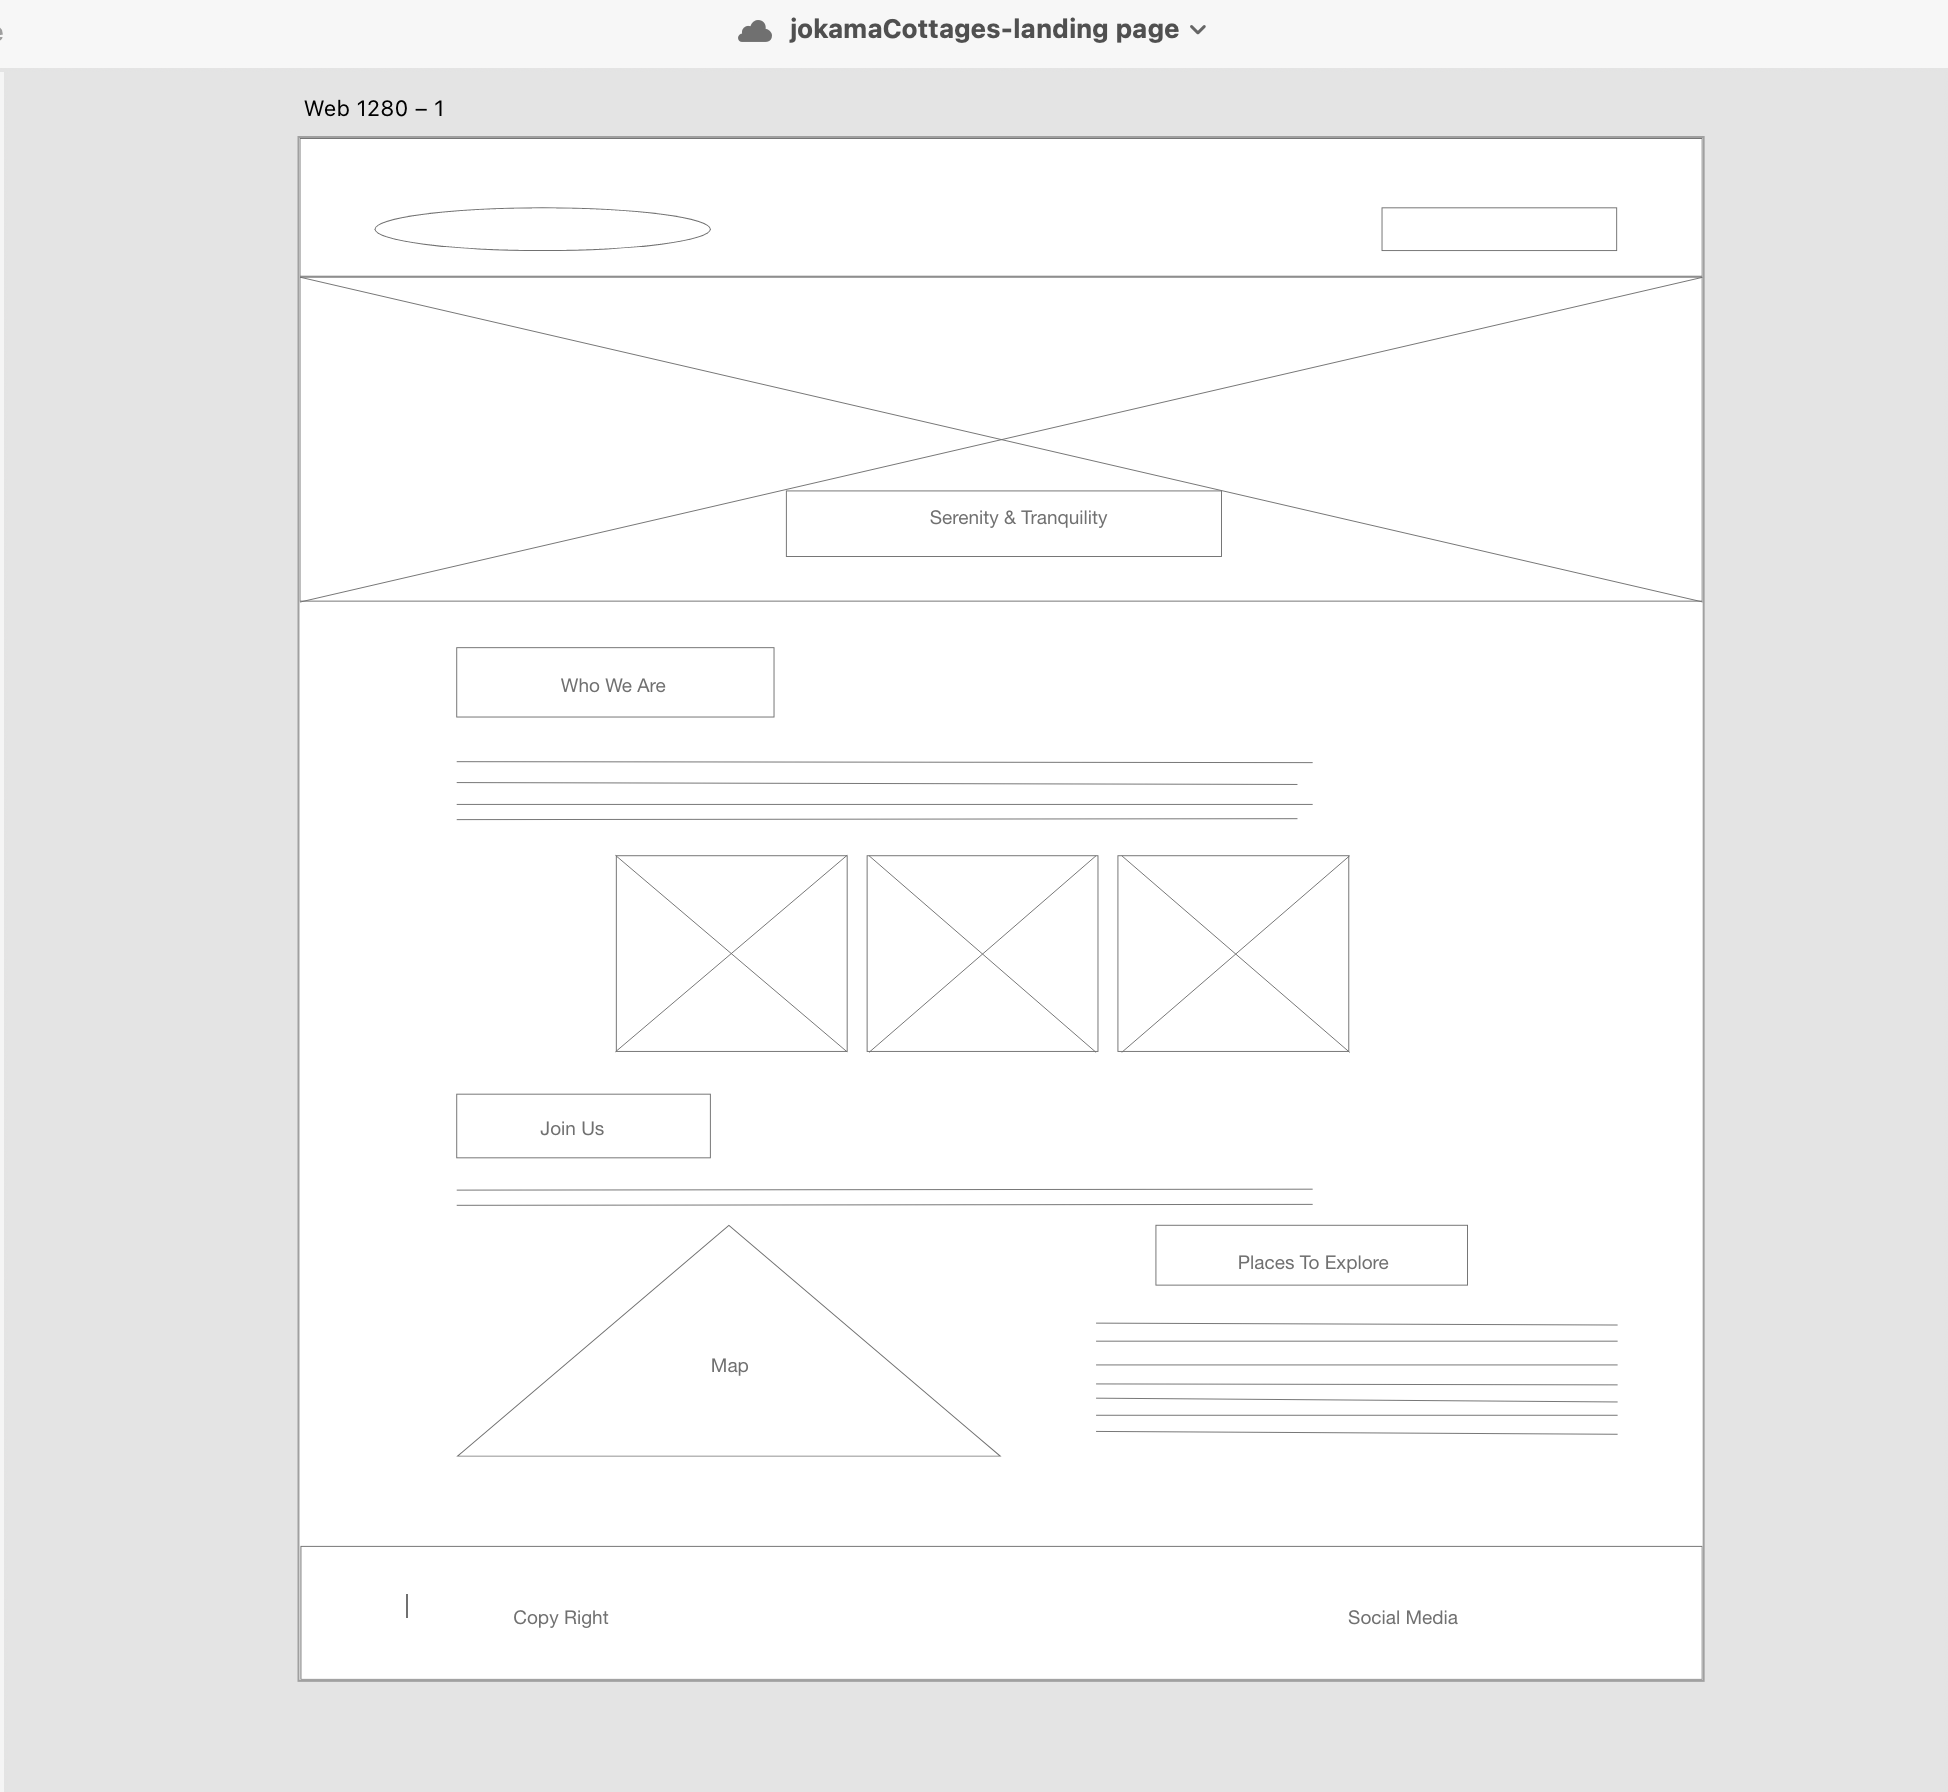 jokamaCottages-landing page
Web 1280 – 1
Serenity & Tranquility
Who We Are
Join Us
Places To Explore
Map
Copy Right
Social Media